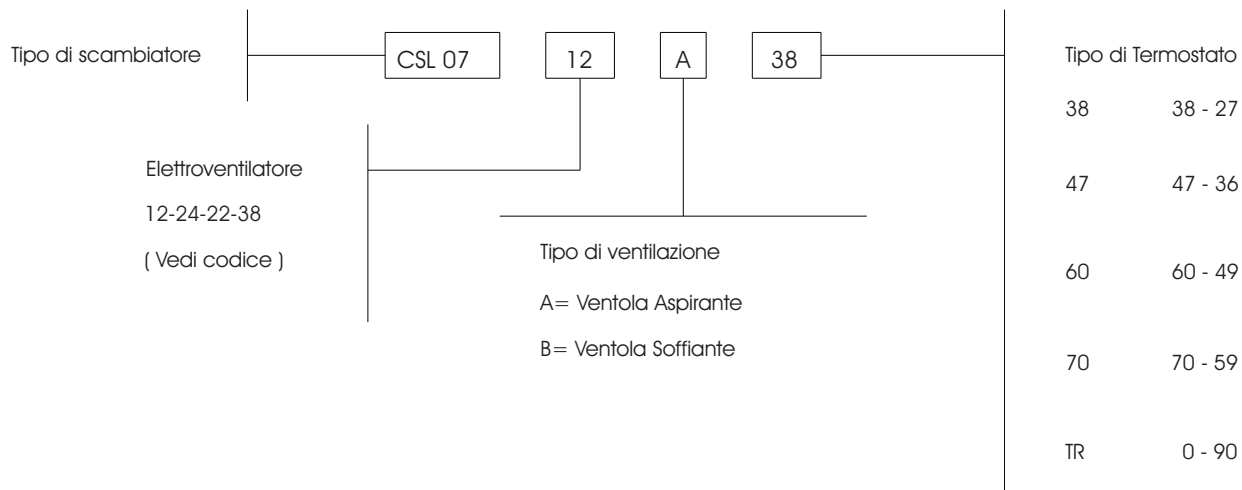 Tipo di scambiatore
CSL 07 12 A 38
Elettroventilatore
12-24-22-38
( Vedi codice )
Tipo di ventilazione
A= Ventola Aspirante
B= Ventola Soffiante
Tipo di Termostato
38 38 - 27
47 47 - 36
60 60 - 49
70 70 - 59
TR 0 - 90